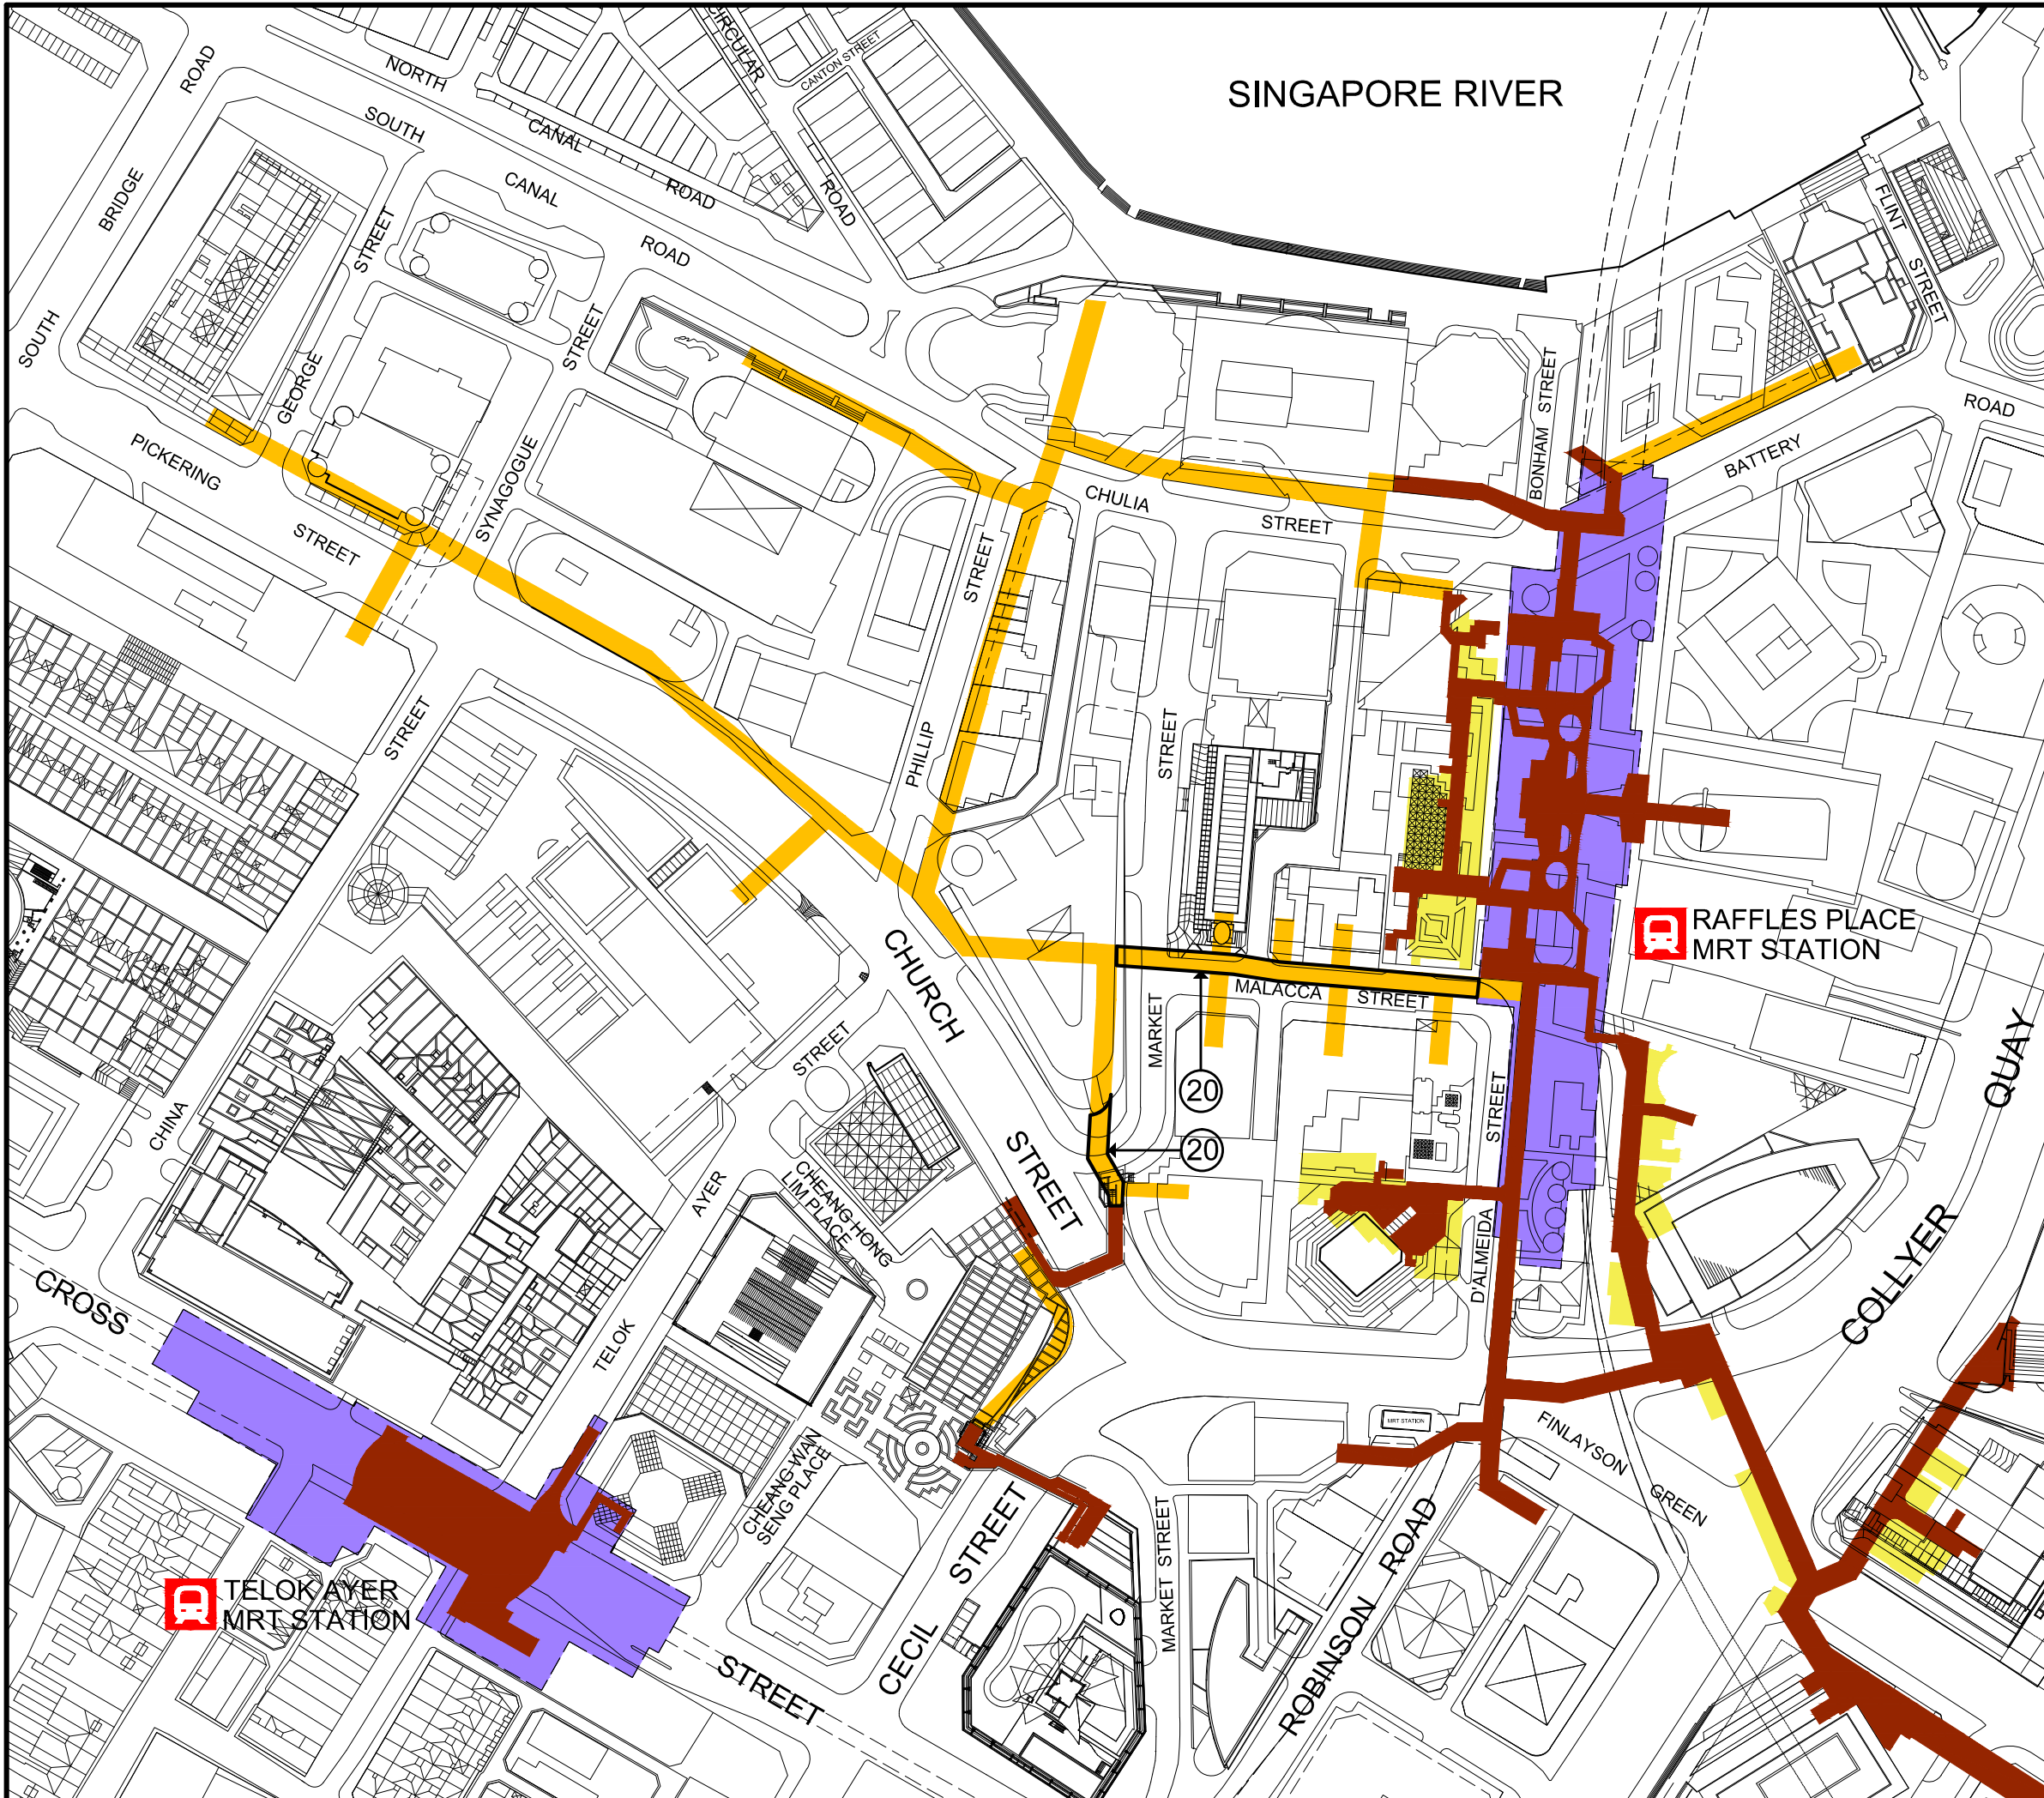 SINGAPORE RIVER
CIRCULAR
ROAD
CANTON STREET
NORTH
CANAL
ROAD
SOUTH
CANAL
ROAD
SOUTH
BRIDGE
ROAD
GEORGE
STREET
SYNAGOGUE
STREET
PICKERING
STREET
FLINT
STREET
BATTERY
ROAD
BONHAM STREET
CHULIA
STREET
PHILLIP
STREET
CHINA
STREET
MARKET
STREET
MALACCA
STREET
RAFFLES PLACE
MRT STATION
CHURCH
STREET
20
20
TELOK
AYER
STREET
CHEANG HONG
LIM PLACE
D'ALMEIDA
STREET
COLLYER
QUAY
CROSS
STREET
CHEANG WAN
SENG PLACE
MRT STATION
FINLAYSON
GREEN
CECIL
STREET
MARKET STREET
ROBINSON
ROAD
TELOK AYER
MRT STATION